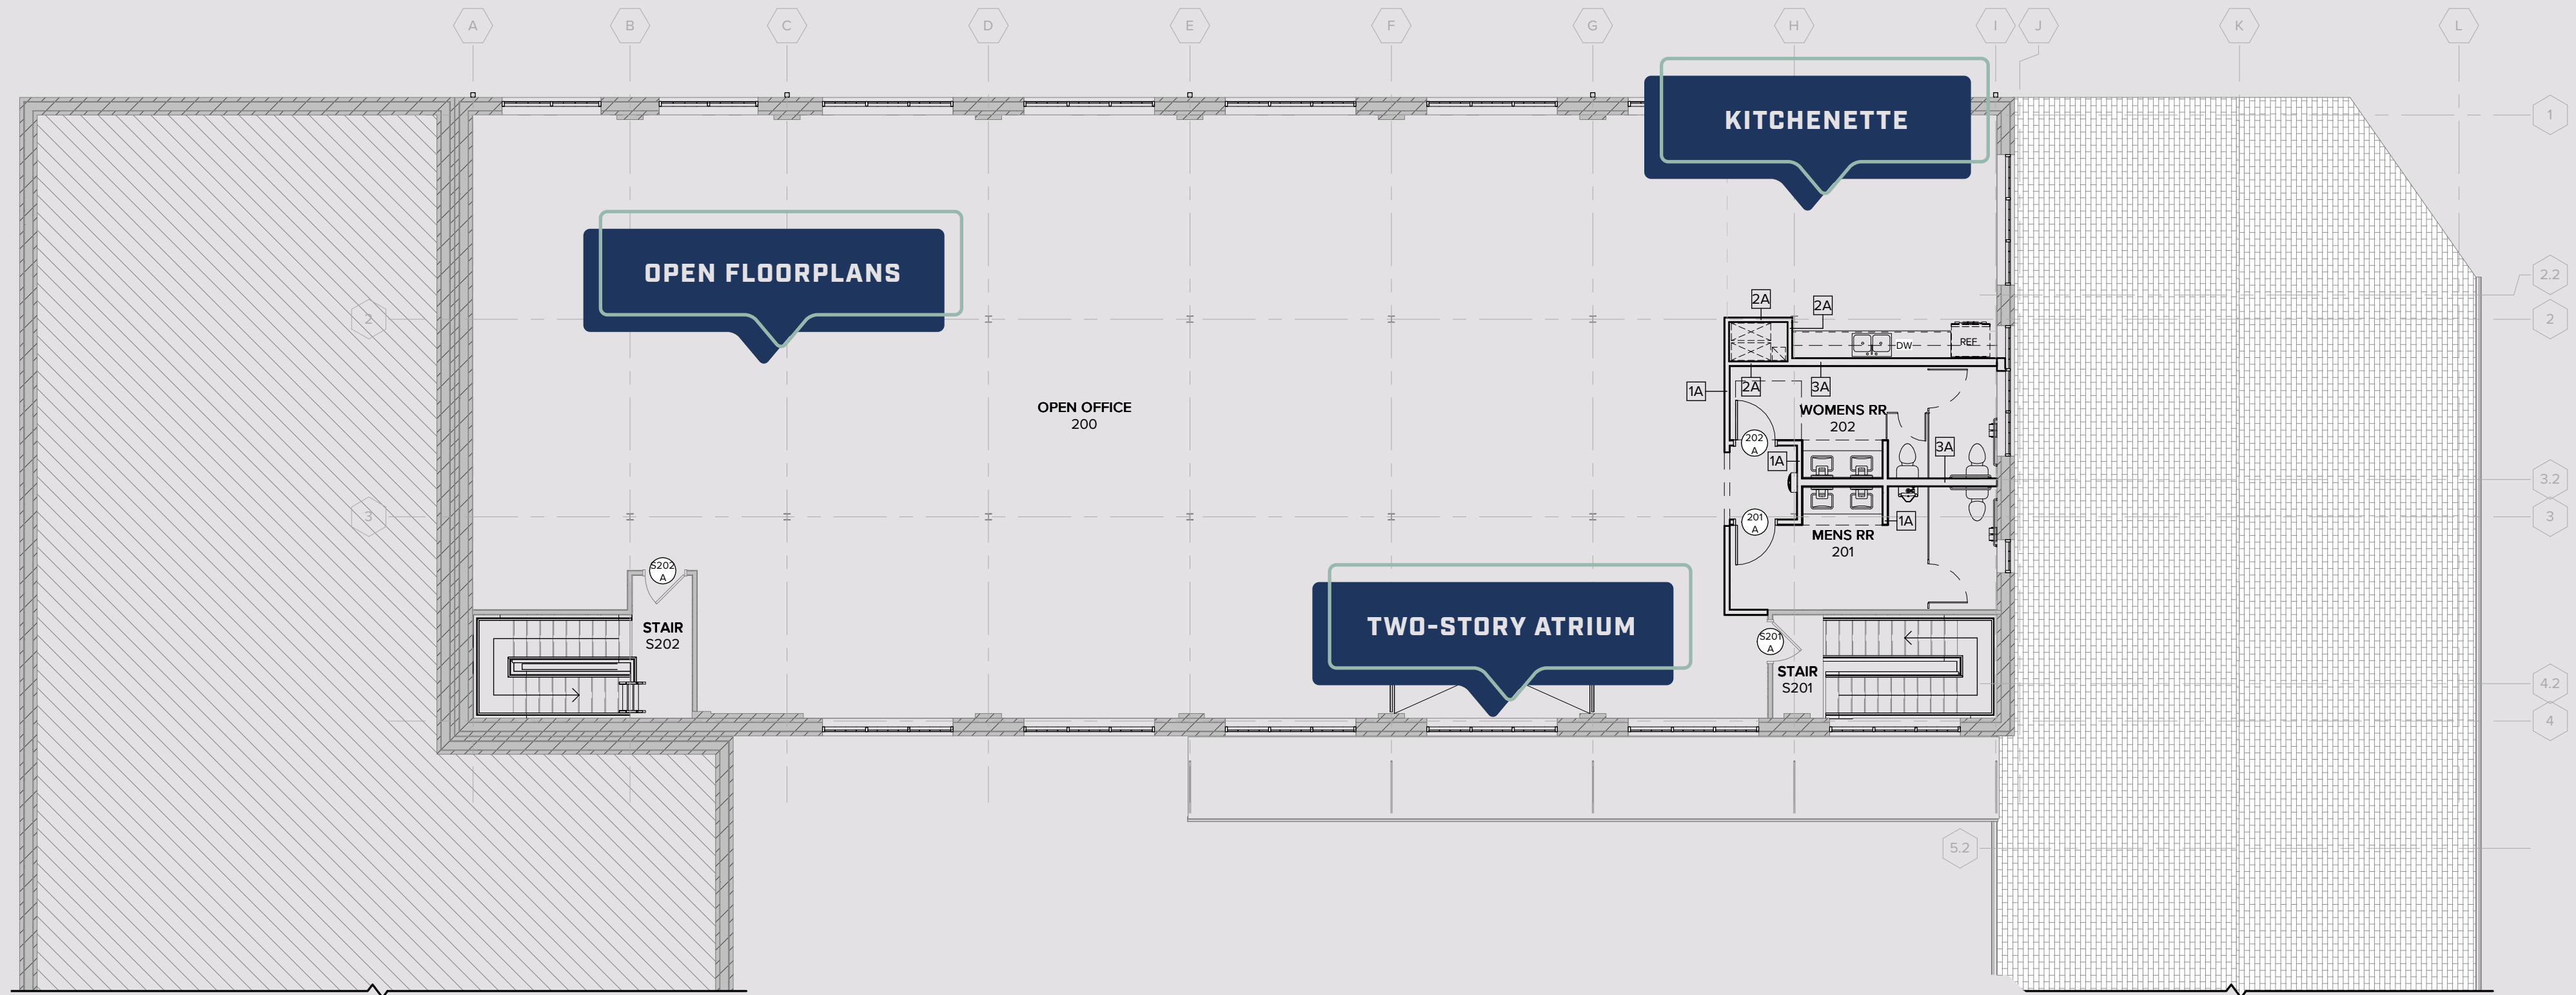 A B C D E F G H I J K L
1
KITCHENETTE
OPEN FLOORPLANS
2.2
2
2
2A
2A
DW
REF.
1A
2A
3A
OPEN OFFICE
200
WOMENS RR
202
202
A
3A
1A
3.2
3
3
201
A
1A
MENS RR
201
S202
A
TWO-STORY ATRIUM
STAIR
S202
S201
A
STAIR
S201
4.2
4
5.2